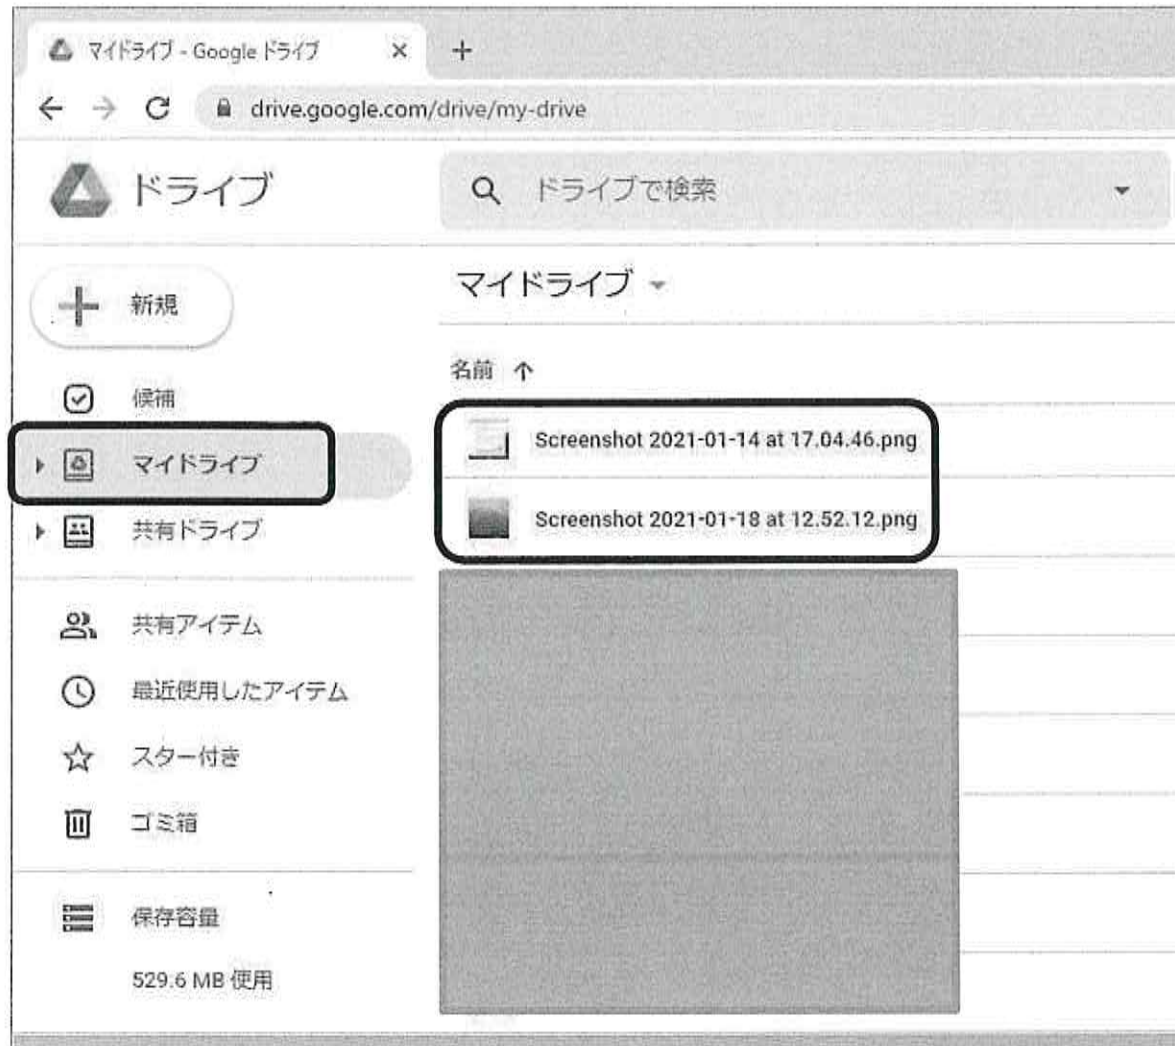 マイドライブ - Google ドライブ × +
drive.google.com/drive/my-drive
ドライブ
ドライブで検索
新規
候補
マイドライブ
共有ドライブ
共有アイテム
最近使用したアイテム
スター付き
ゴミ箱
保存容量
529.6 MB 使用
マイドライブ
名前 ↑
Screenshot 2021-01-14 at 17.04.46.png
Screenshot 2021-01-18 at 12.52.12.png